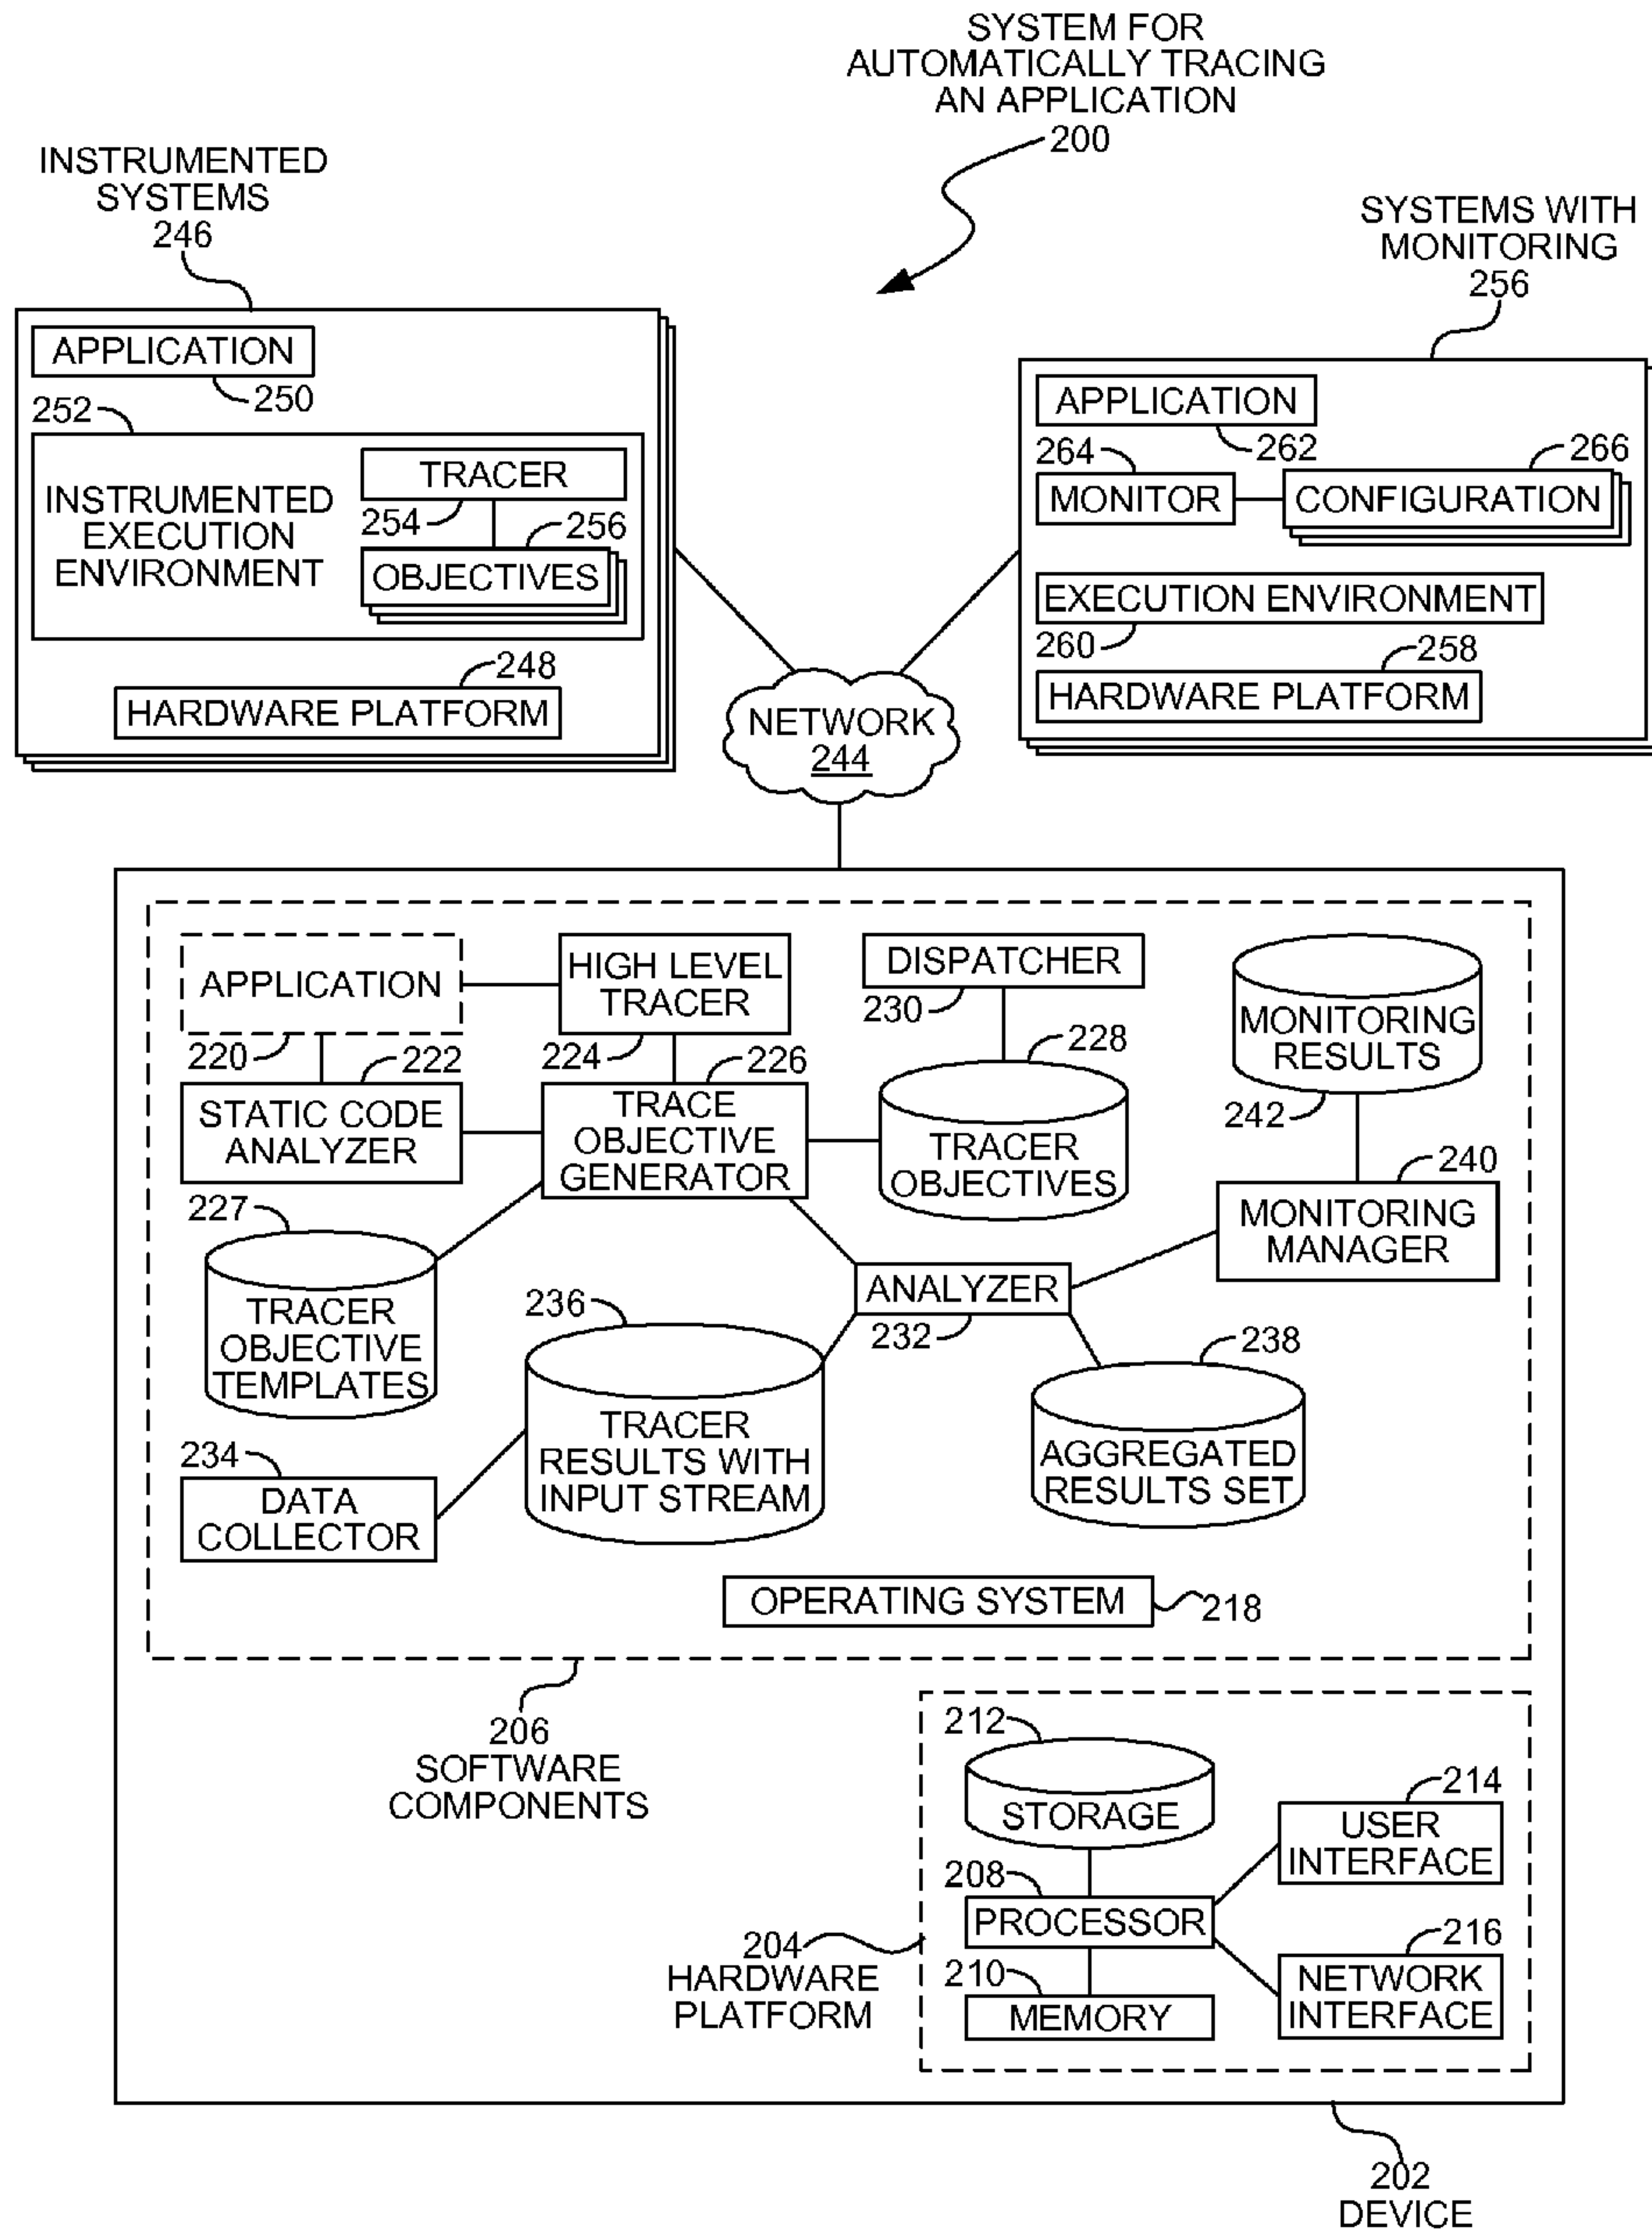 SYSTEM FOR
AUTOMATICALLY TRACING
AN APPLICATION
200
INSTRUMENTED
SYSTEMS
246
SYSTEMS WITH
MONITORING
256
APPLICATION
250
252
INSTRUMENTED
EXECUTION
ENVIRONMENT
TRACER
254
256
OBJECTIVES
248
HARDWARE PLATFORM
APPLICATION
262
264
MONITOR
266
CONFIGURATION
EXECUTION ENVIRONMENT
260
258
HARDWARE PLATFORM
NETWORK
244
APPLICATION
220
HIGH LEVEL
TRACER
224
DISPATCHER
230
MONITORING
RESULTS
242
222
STATIC CODE
ANALYZER
226
TRACE
OBJECTIVE
GENERATOR
228
TRACER
OBJECTIVES
240
MONITORING
MANAGER
227
TRACER
OBJECTIVE
TEMPLATES
ANALYZER
232
236
TRACER
RESULTS WITH
INPUT STREAM
238
AGGREGATED
RESULTS SET
234
DATA
COLLECTOR
OPERATING SYSTEM
218
206
SOFTWARE
COMPONENTS
212
STORAGE
214
USER
INTERFACE
208
PROCESSOR
204
HARDWARE
PLATFORM
216
NETWORK
INTERFACE
210
MEMORY
202
DEVICE